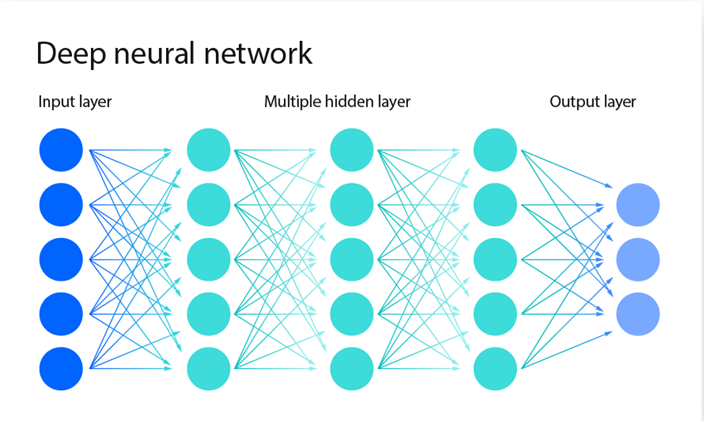 Deep neural network
Input layer
Multiple hidden layer
Output layer